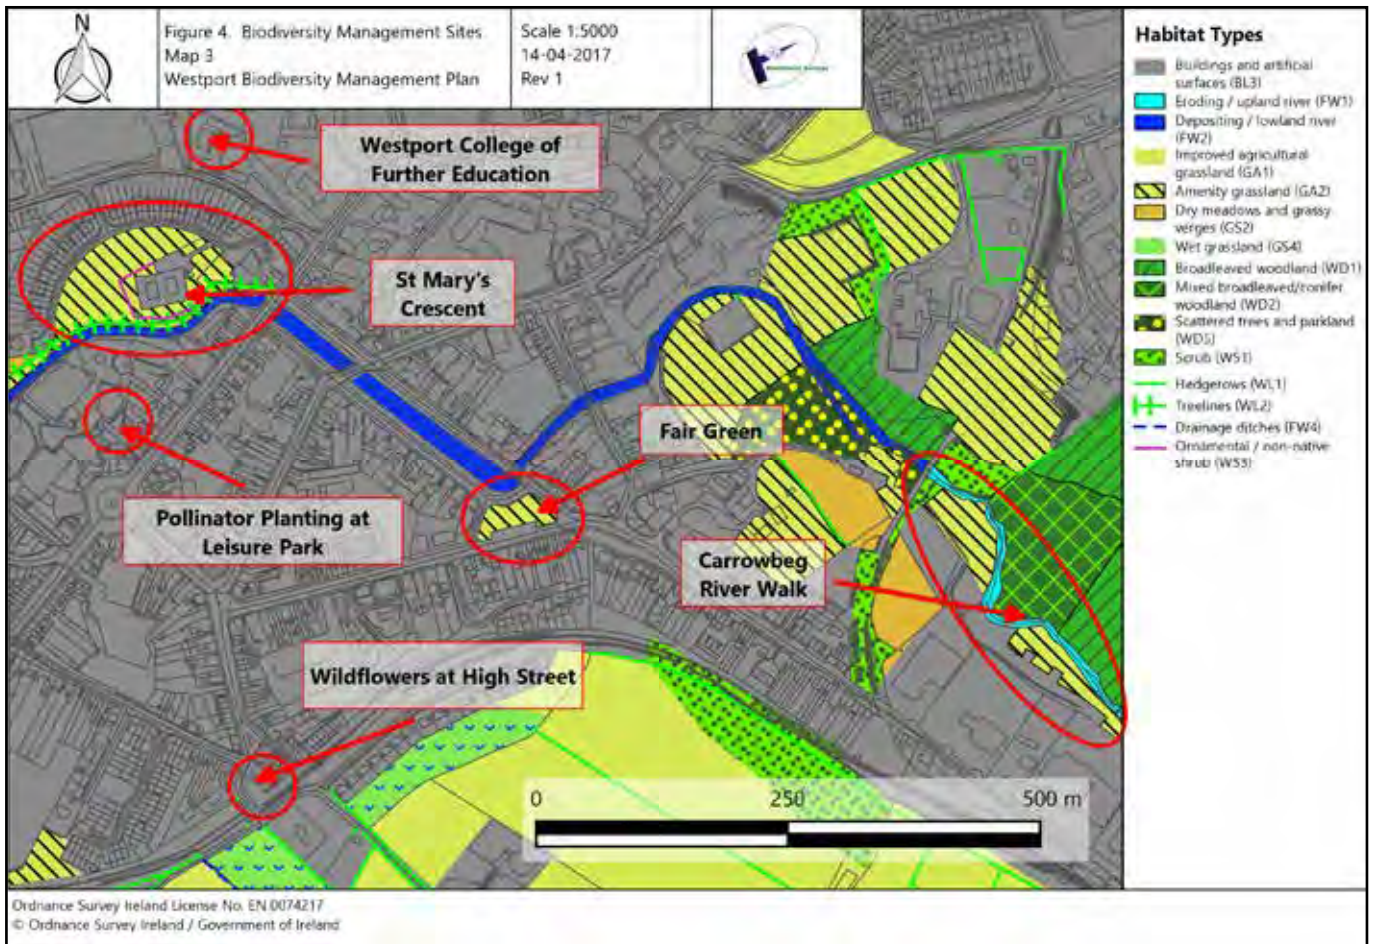 N
Figure 4. Biodiversity Management Sites
Map 3
Westport Biodiversity Management Plan
Scale 1:5000
14-04-2017
Rev 1
Habitat Types
Buildings and artificial
surfaces (BL3)
Eroding / upland river (FW1)
Depositing / lowland river
(FW2)
Improved agricultural
grassland (GA1)
Amenity grassland (GA2)
Dry meadows and grassy
verges (GS2)
Wet grassland (GS4)
Broadleaved woodland (WD1)
Mixed broadleaved/conifer
woodland (WD2)
Scattered trees and parkland
(WD5)
Scrub (WS1)
Hedgerows (WL1)
Treelines (WL2)
Drainage ditches (FW4)
Ornamental / non-native
shrub (WS3)
Westport College of
Further Education
St Mary's
Crescent
Fair Green
Pollinator Planting at
Leisure Park
Carrowbeg
River Walk
Wildflowers at High Street
0 250 500 m
Ordnance Survey Ireland License No. EN 0074217
© Ordnance Survey Ireland / Government of Ireland